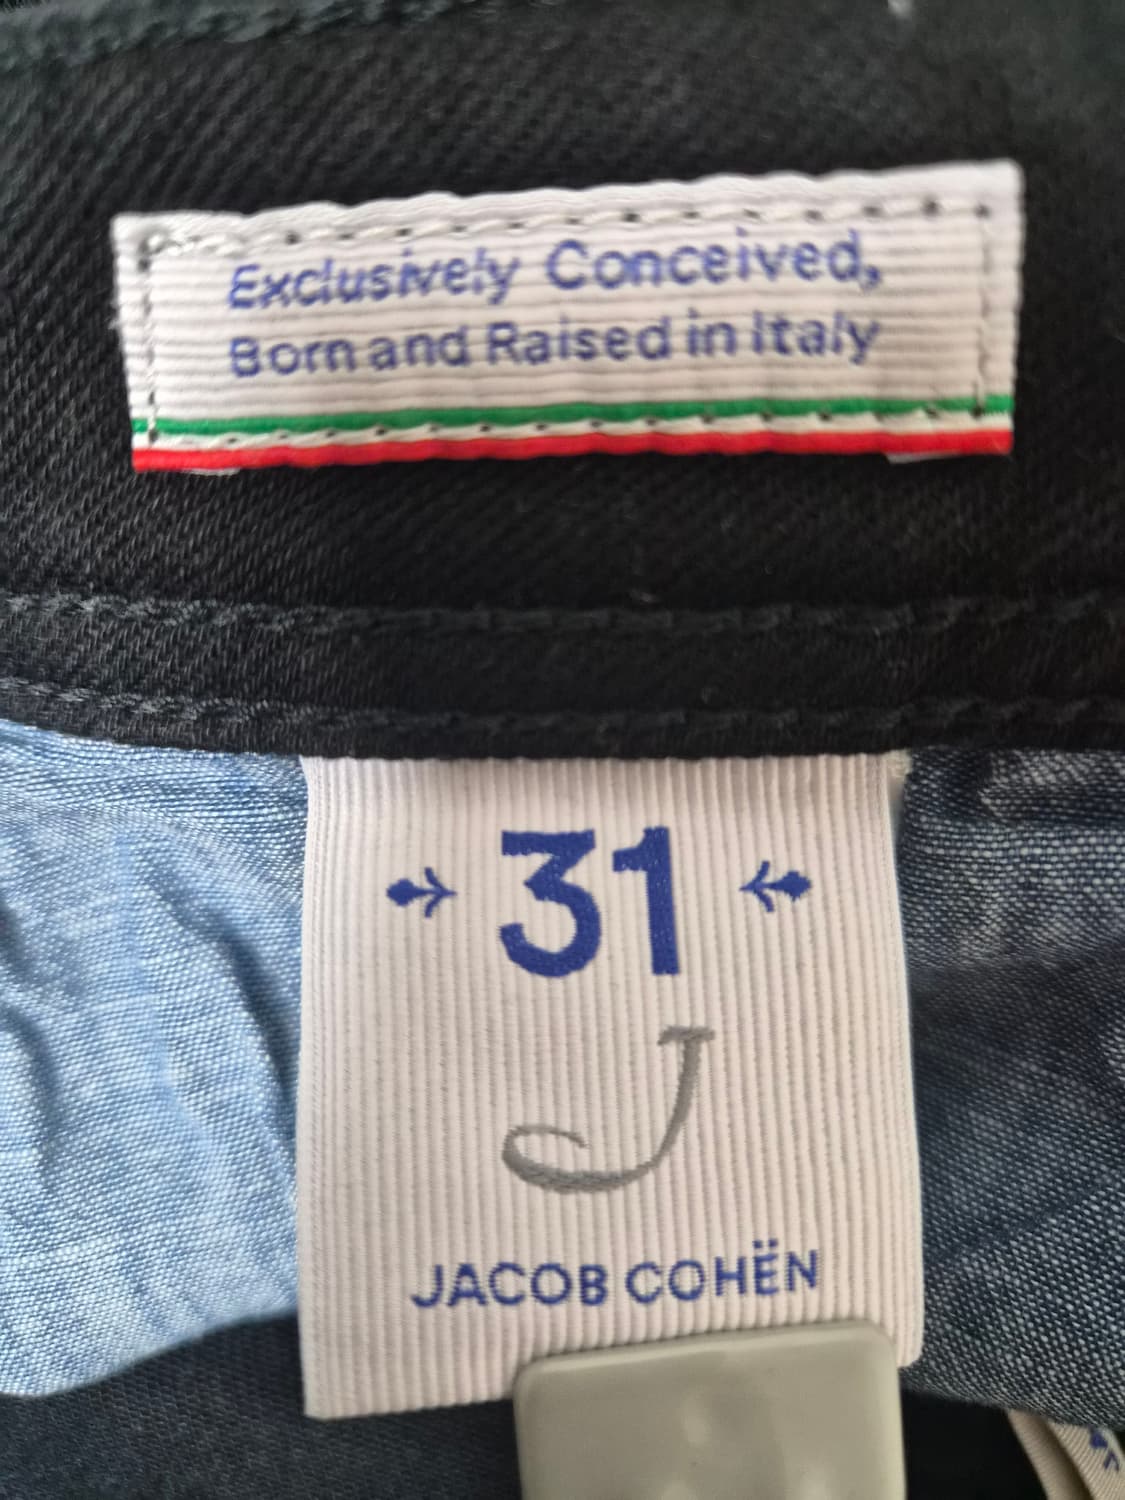 Exclusively Conceived,
Born and Raised in Italy
31
J
JACOB COHËN